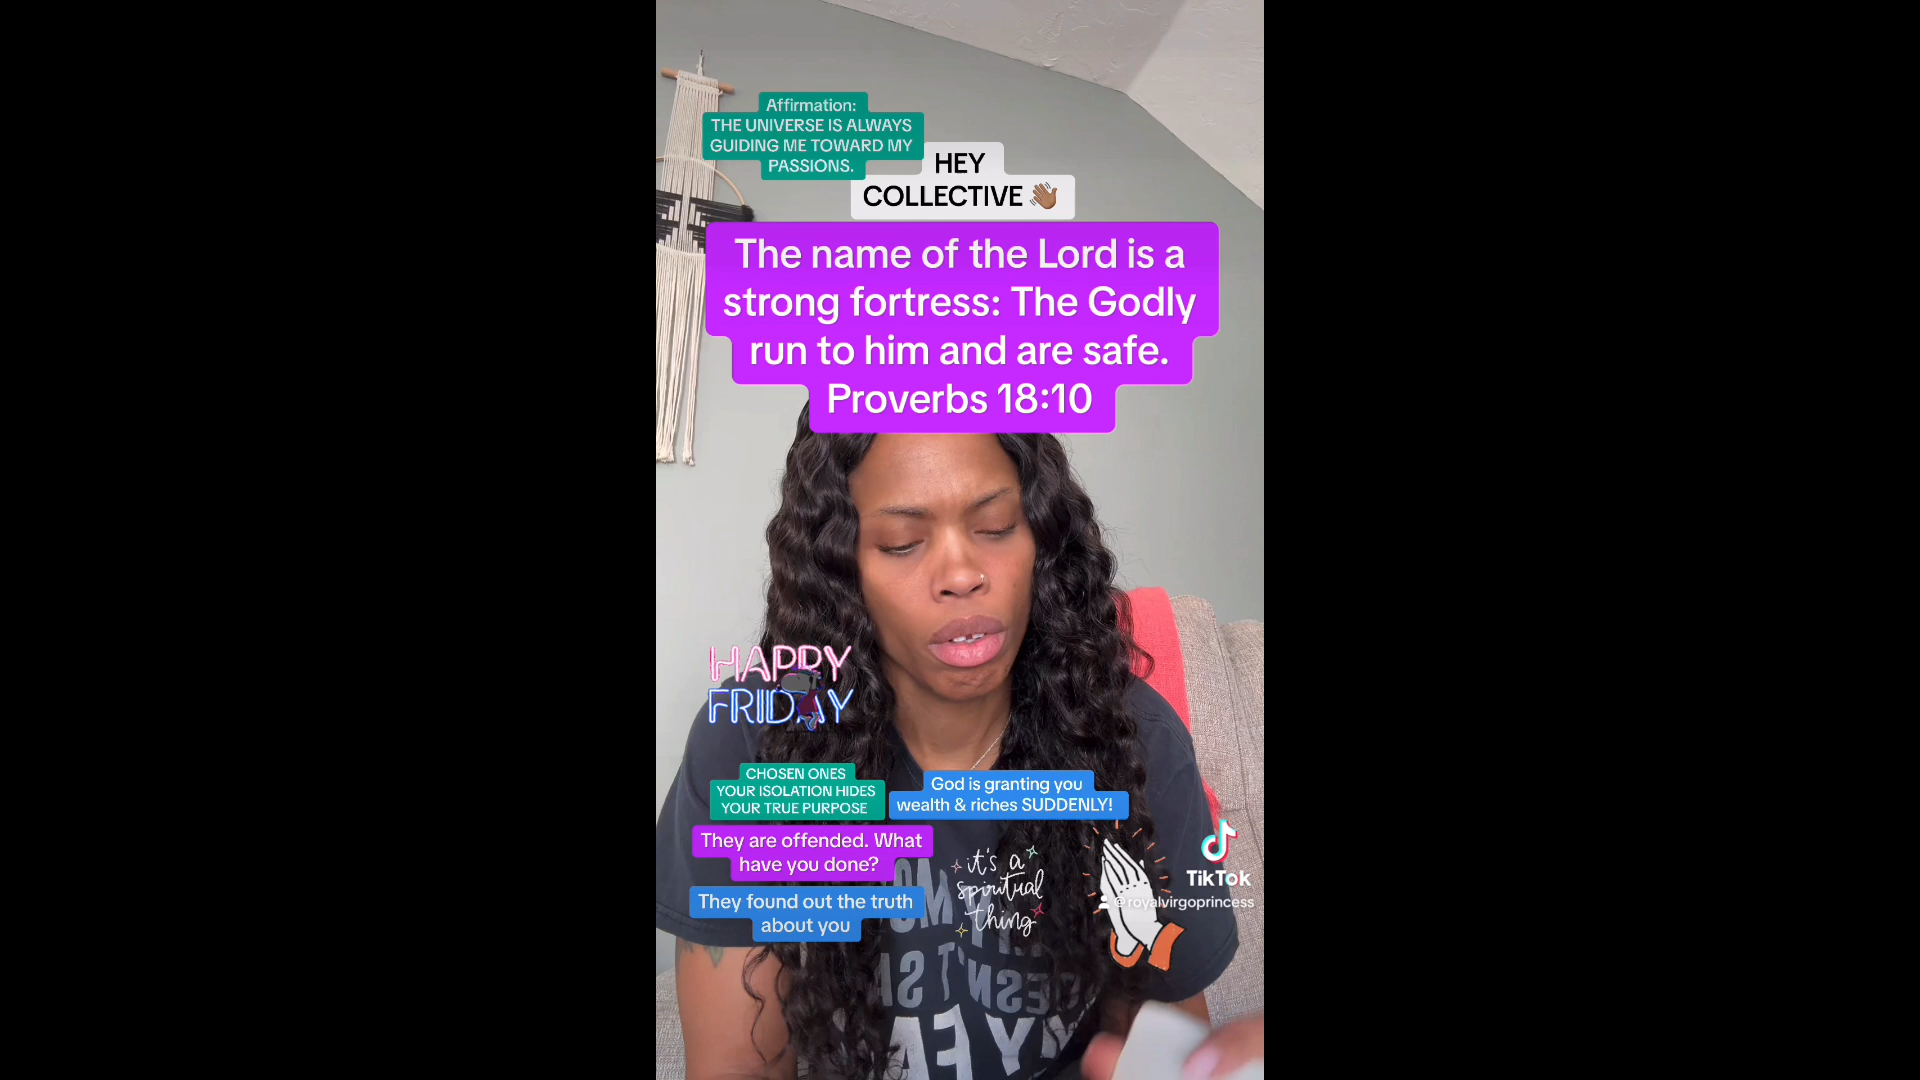 Affirmation:
THE UNIVERSE IS ALWAYS
GUIDING ME TOWARD MY
PASSIONS.
HEY
COLLECTIVE 👋🏽
The name of the Lord is a
strong fortress: The Godly
run to him and are safe.
Proverbs 18:10
HAPPY
FRIDAY
CHOSEN ONES
YOUR ISOLATION HIDES
YOUR TRUE PURPOSE
God is granting you
wealth & riches SUDDENLY!
They are offended. What
have you done?
They found out the truth
about you
it's a
spiritual
thing
TikTok
@royalvirgoprincess